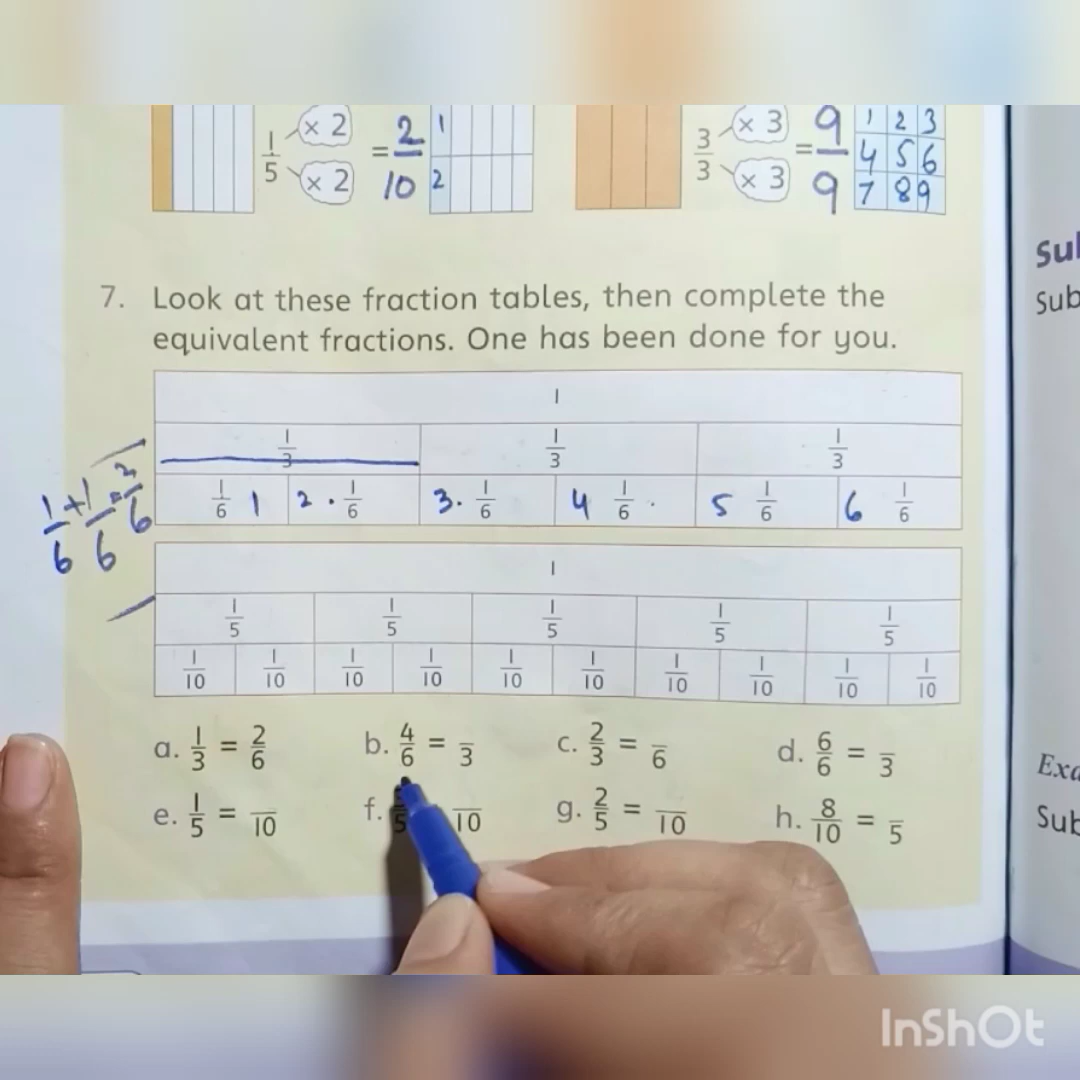 1/5 × 2 × 2 = 2/10 1 2
3/3 × 3 × 3 = 9/9 1 2 3 4 5 6 7 8 9
7. Look at these fraction tables, then complete the
equivalent fractions. One has been done for you.
1
1/3 1/3 1/3
1/6 1 2 . 1/6 3. 1/6 4 1/6 . 5 1/6 6 1/6
1/6 + 1/6 = 3/6
1
1/5 1/5 1/5 1/5 1/5
1/10 1/10 1/10 1/10 1/10 1/10 1/10 1/10 1/10 1/10
a. 1/3 = 2/6 b. 4/6 = /3 c. 2/3 = /6 d. 6/6 = /3
e. 1/5 = /10 f. /10 g. 2/5 = /10 h. 8/10 = /5
Sub
Exa
Sub
InShOt